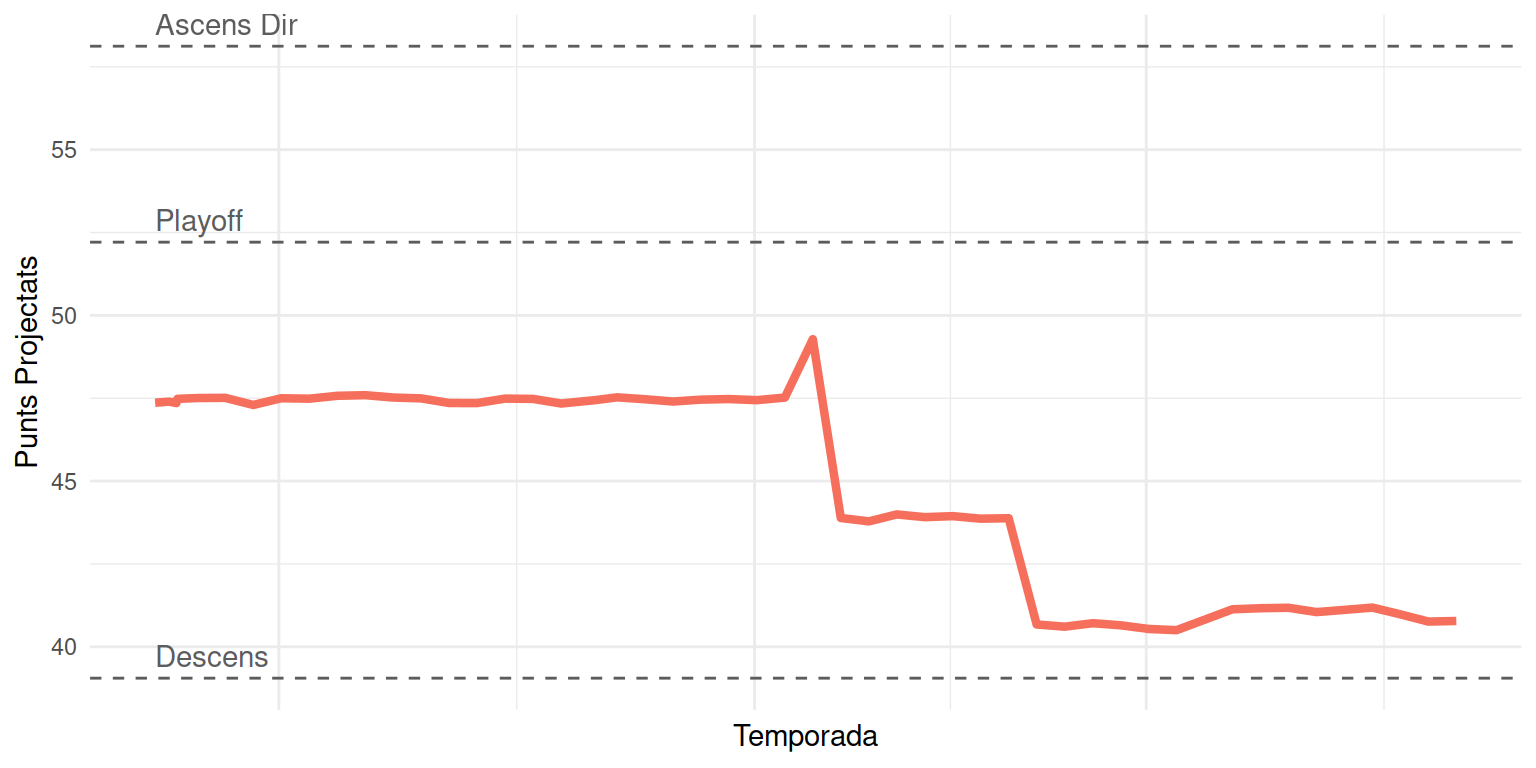 Ascens Dir
55
Playoff
50
Punts Projectats
45
40
Descens
Temporada